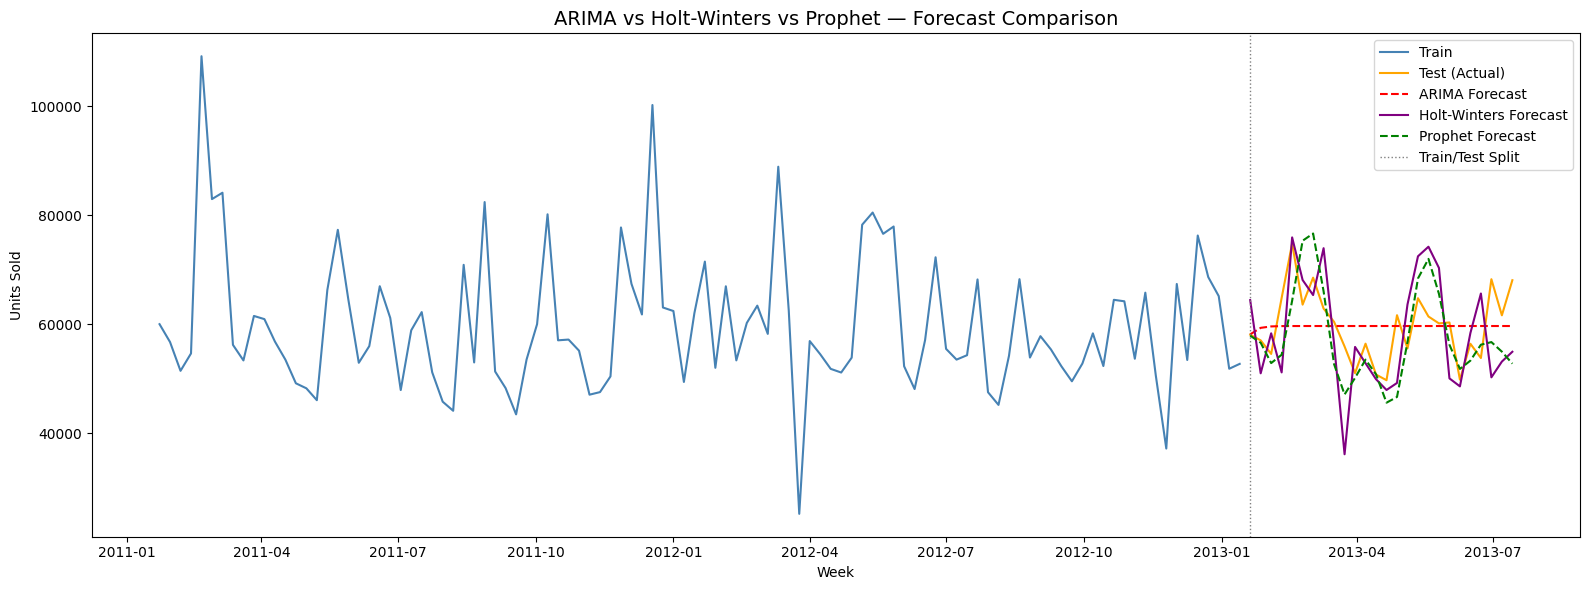 ARIMA vs Holt-Winters vs Prophet — Forecast Comparison
Train
Test (Actual)
ARIMA Forecast
Holt-Winters Forecast
Prophet Forecast
Train/Test Split
Units Sold
100000
80000
60000
40000
2011-01
2011-04
2011-07
2011-10
2012-01
2012-04
2012-07
2012-10
2013-01
2013-04
2013-07
Week